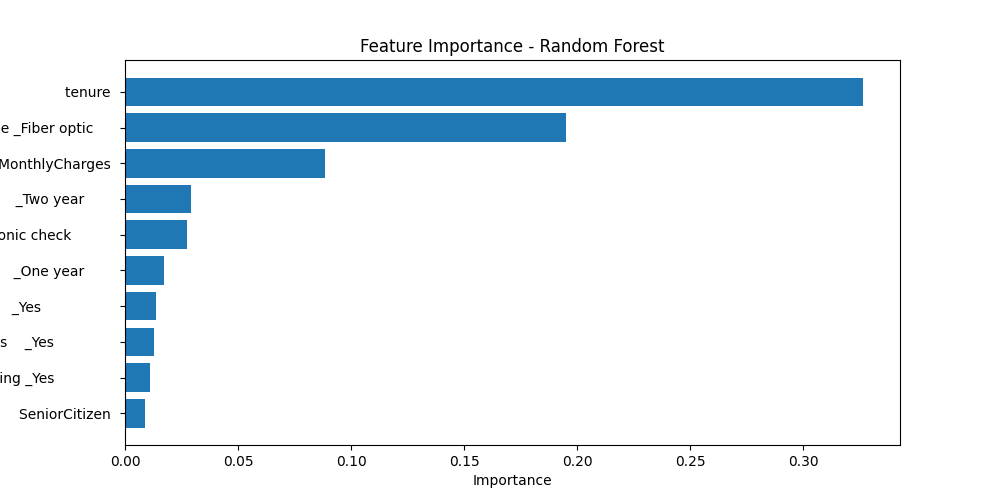 Feature Importance - Random Forest
tenure
e _Fiber optic
MonthlyCharges
_Two year
onic check
_One year
_Yes
s _Yes
ing _Yes
SeniorCitizen
0.00 0.05 0.10 0.15 0.20 0.25 0.30
Importance